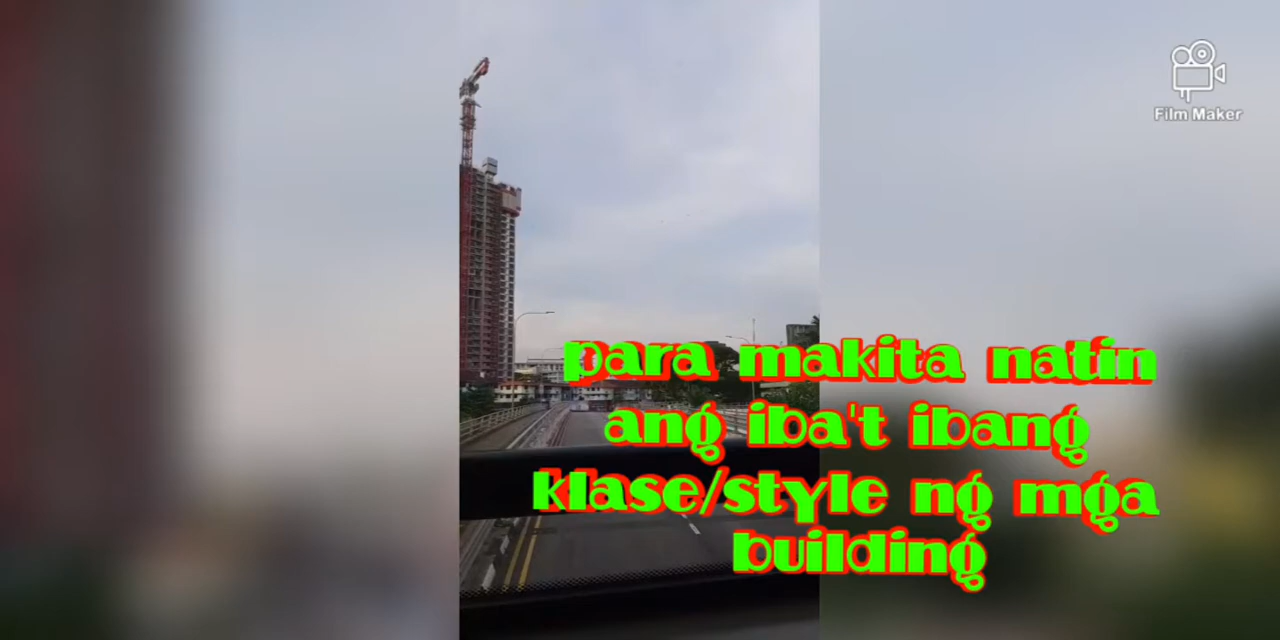 Film Maker
para makita natin
ang iba't ibang
klase/style ng mga
building